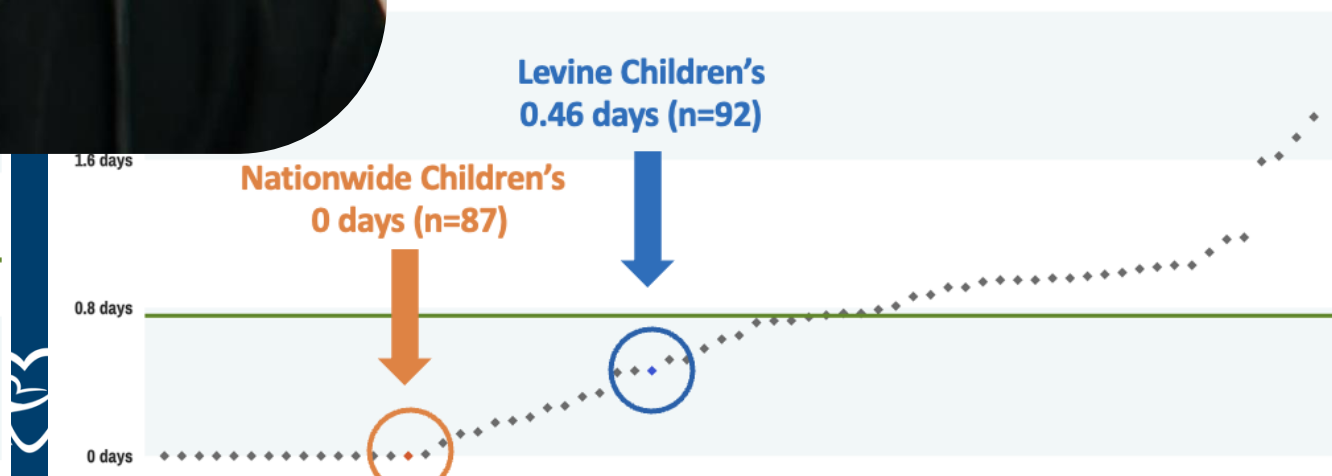 Levine Children's
0.46 days (n=92)
1.6 days
Nationwide Children's
0 days (n=87)
0.8 days
0 days